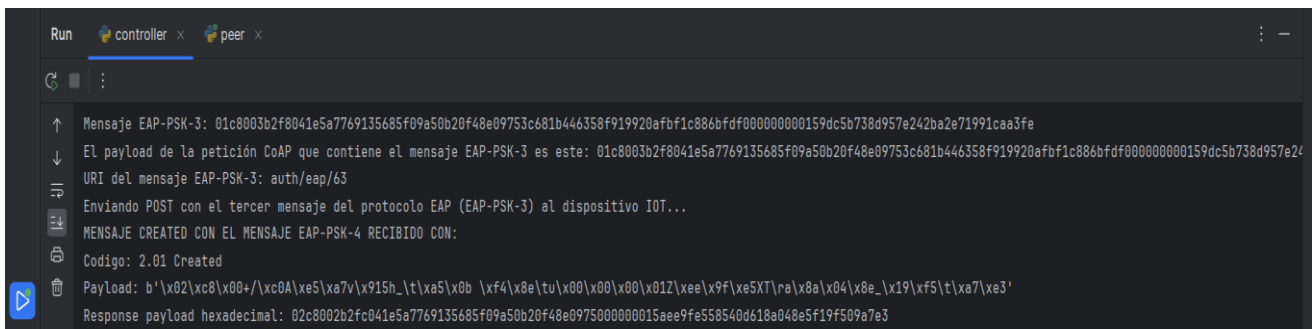 Run controller × peer ×
Mensaje EAP-PSK-3: 01c8003b2f8041e5a7769135685f09a50b20f48e09753c681b446358f919920afbf1c886bfdf000000000159dc5b738d957e242ba2e71991caa3fe
El payload de la petición CoAP que contiene el mensaje EAP-PSK-3 es este: 01c8003b2f8041e5a7769135685f09a50b20f48e09753c681b446358f919920afbf1c886bfdf000000000159dc5b738d957e24
URI del mensaje EAP-PSK-3: auth/eap/63
Enviando POST con el tercer mensaje del protocolo EAP (EAP-PSK-3) al dispositivo IOT...
MENSAJE CREATED CON EL MENSAJE EAP-PSK-4 RECIBIDO CON:
Codigo: 2.01 Created
Payload: b'\x02\xc8\x00+/\xc0A\xe5\xa7v\x915h_\t\xa5\x0b \xf4\x8e\tu\x00\x00\x00\x01Z\xee\x9f\xe5XT\ra\x8a\x04\x8e_\x19\xf5\t\xa7\xe3'
Response payload hexadecimal: 02c8002b2fc041e5a7769135685f09a50b20f48e0975000000015aee9fe558540d618a048e5f19f509a7e3